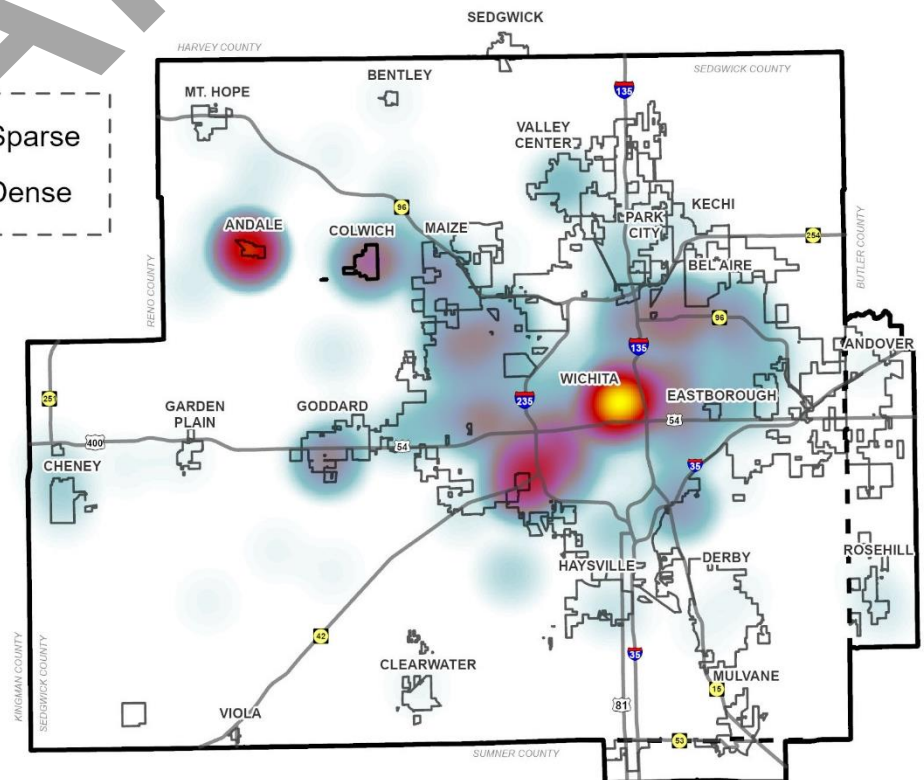 SEDGWICK
HARVEY COUNTY
SEDGWICK COUNTY
BENTLEY
MT. HOPE
135
Sparse
Dense
VALLEY
CENTER
96
KECHI
PARK
CITY
ANDALE
COLWICH
MAIZE
254
BEL AIRE
BUTLER COUNTY
RENO COUNTY
96
135
ANDOVER
WICHITA
EASTBOROUGH
251
235
GARDEN
PLAIN
GODDARD
54
400
54
CHENEY
35
ROSEHILL
HAYSVILLE
DERBY
42
35
CLEARWATER
KINGMAN COUNTY
SEDGWICK COUNTY
MULVANE
15
81
VIOLA
53
SUMNER COUNTY